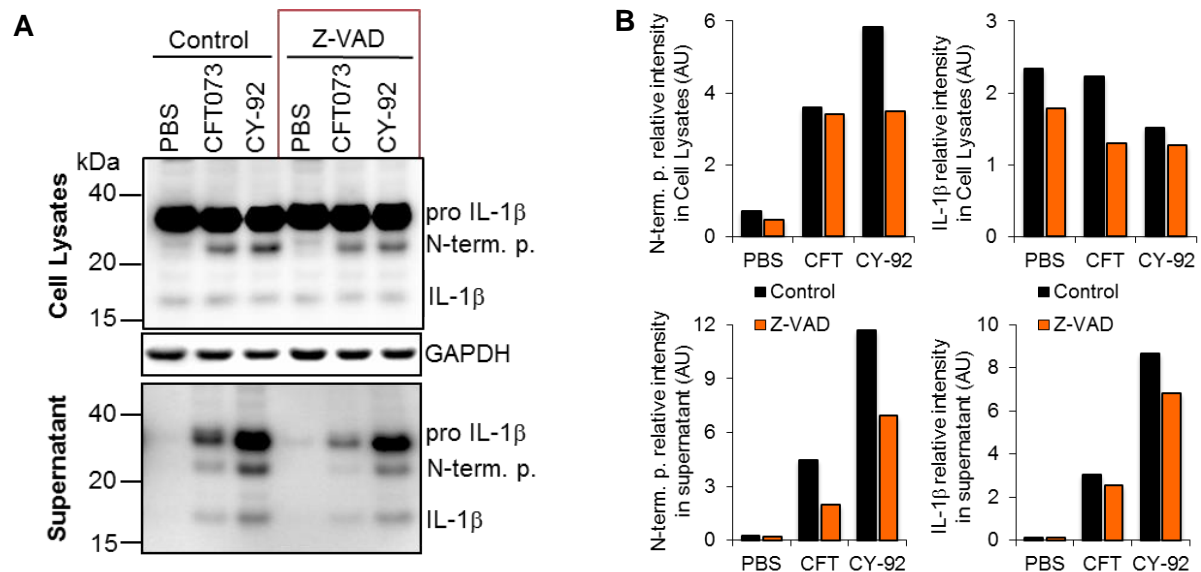 A
Control
Z-VAD
PBS
CFT073
CY-92
PBS
CFT073
CY-92
kDa
Cell Lysates
40
20
15
pro IL-1β
N-term. p.
IL-1β
GAPDH
Supernatant
40
20
15
pro IL-1β
N-term. p.
IL-1β
B
N-term. p. relative intensity
in Cell Lysates (AU)
6
4
2
0
PBS CFT CY-92
IL-1β relative intensity
in Cell Lysates (AU)
3
2
1
0
PBS CFT CY-92
Control
Z-VAD
N-term. p. relative intensity
in supernatant (AU)
12
9
6
3
0
PBS CFT CY-92
Control
Z-VAD
IL-1β relative intensity
in supernatant (AU)
10
8
6
4
2
0
PBS CFT CY-92